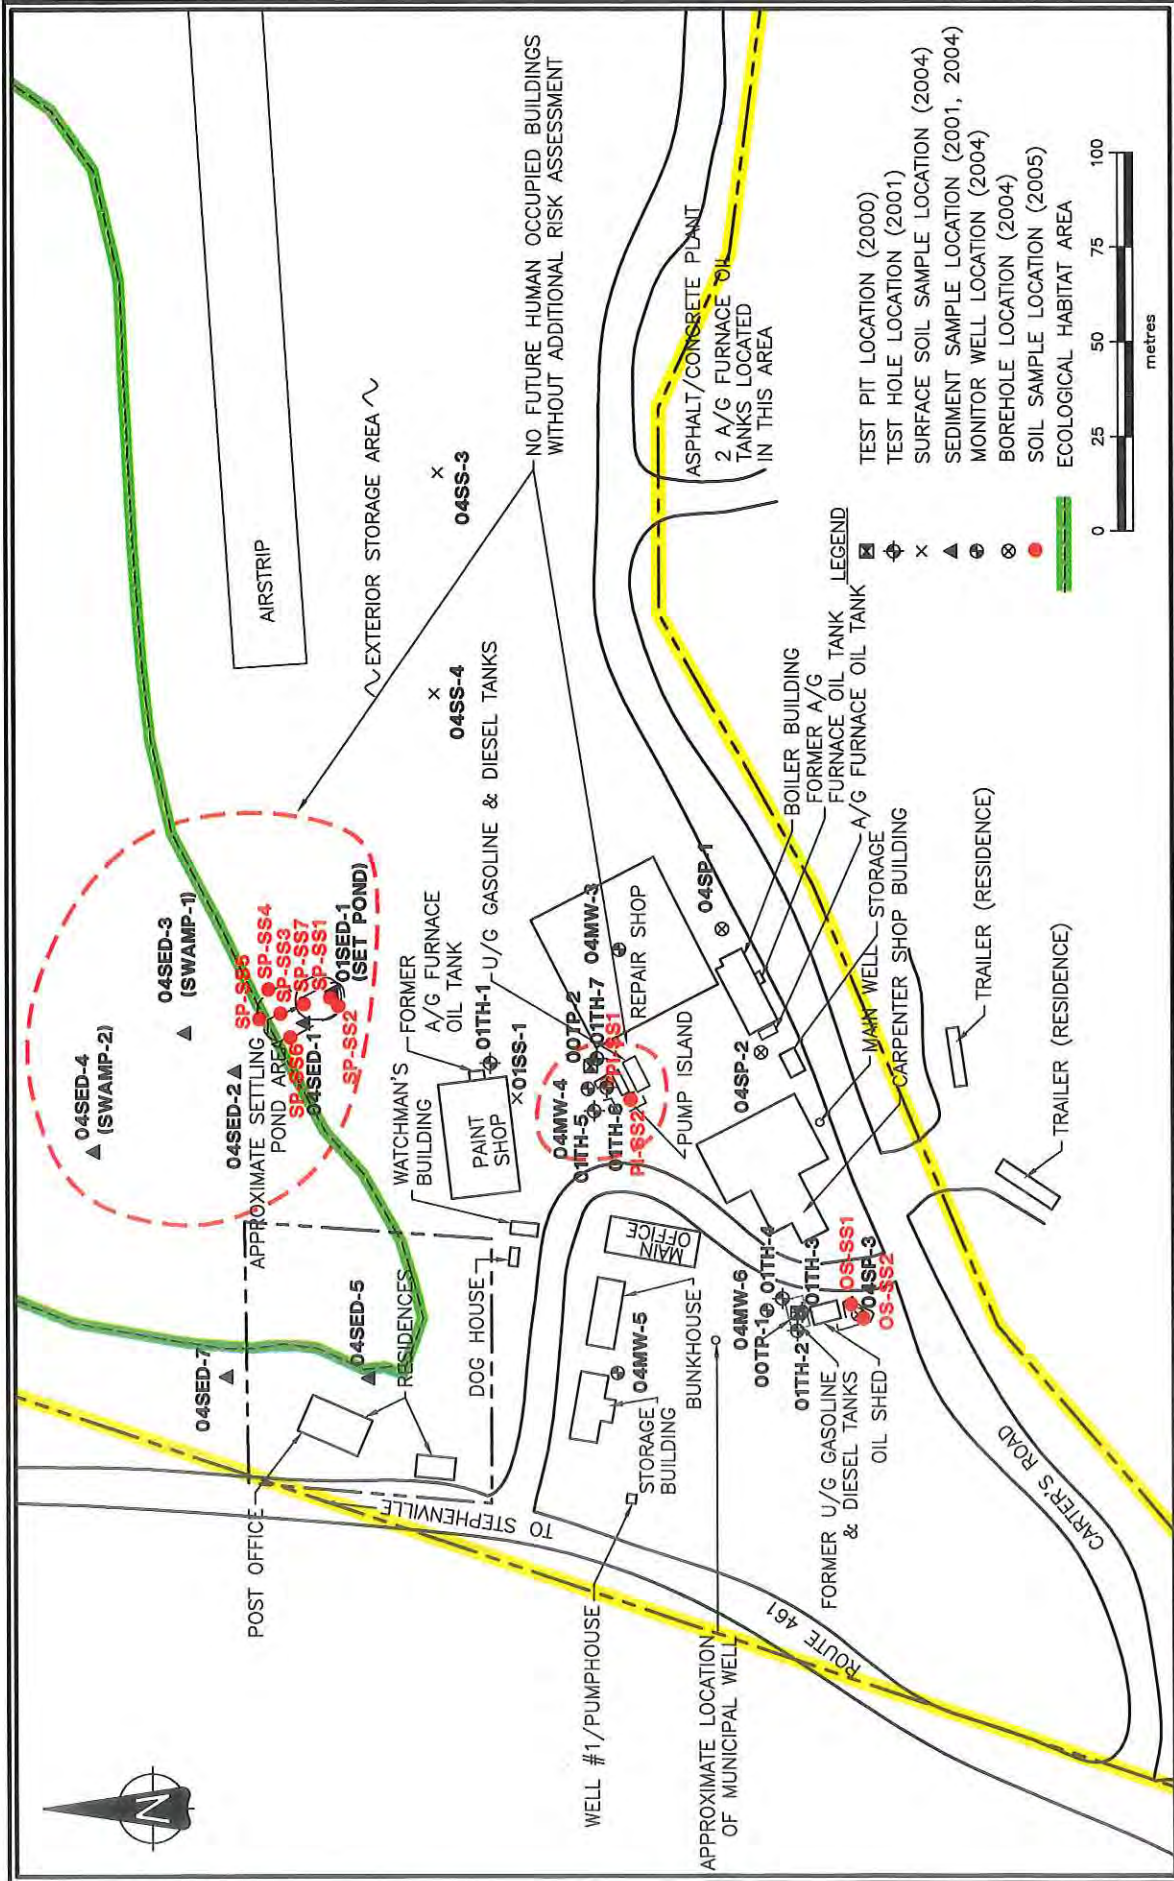 N
POST OFFICE
TO STEPHENVILLE
ROUTE 461
CARTER'S ROAD
WELL #1/PUMPHOUSE
APPROXIMATE LOCATION
OF MUNICIPAL WELL
04SED-7
04SED-5
RESIDENCES
DOG HOUSE
WATCHMAN'S
BUILDING
STORAGE
BUILDING
04MW-5
BUNKHOUSE
MAIN
OFFICE
FORMER U/G GASOLINE
& DIESEL TANKS
OIL SHED
04MW-6
00TP-1
01TH-4
01TH-2
01TH-3
OS-SS1
04SP-3
OS-SS2
04SED-4
(SWAMP-2)
04SED-3
(SWAMP-1)
04SED-2
APPROXIMATE SETTLING
POND AREA
SP-SS5
SP-SS4
SP-SS3
SP-SS7
SP-SS1
SP-SS6
04SED-1
SP-SS2
01SED-1
(SET POND)
FORMER
A/G FURNACE
OIL TANK
PAINT
SHOP
01TH-1
01SS-1
U/G GASOLINE & DIESEL TANKS
04MW-4
00TP-2
01TH-5
01TH-7
01TH-6
PI-SS1
PI-SS2
04MW-3
REPAIR SHOP
PUMP ISLAND
04SP-2
04SP-1
BOILER BUILDING
FORMER A/G
FURNACE OIL TANK
A/G FURNACE OIL TANK
STORAGE
MAIN WELL
CARPENTER SHOP BUILDING
TRAILER (RESIDENCE)
TRAILER (RESIDENCE)
AIRSTRIP
EXTERIOR STORAGE AREA
04SS-4
04SS-3
NO FUTURE HUMAN OCCUPIED BUILDINGS
WITHOUT ADDITIONAL RISK ASSESSMENT
ASPHALT/CONCRETE PLANT
2 A/G FURNACE OIL
TANKS LOCATED
IN THIS AREA
LEGEND
TEST PIT LOCATION (2000)
TEST HOLE LOCATION (2001)
SURFACE SOIL SAMPLE LOCATION (2004)
SEDIMENT SAMPLE LOCATION (2001, 2004)
MONITOR WELL LOCATION (2004)
BOREHOLE LOCATION (2004)
SOIL SAMPLE LOCATION (2005)
ECOLOGICAL HABITAT AREA
0 25 50 75 100
metres